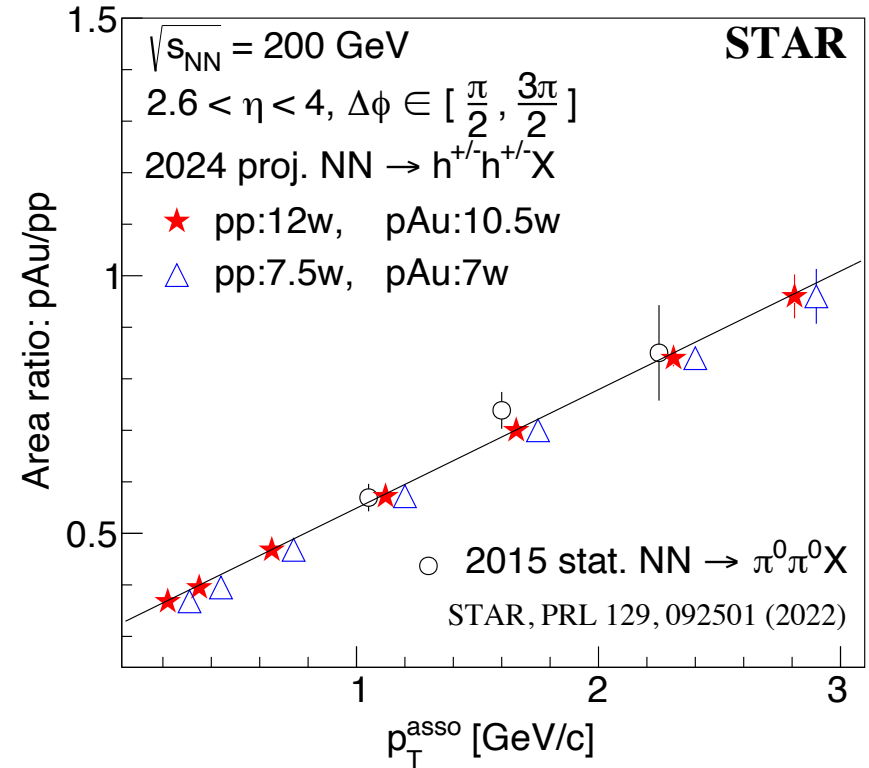 √s_NN = 200 GeV
STAR
2.6 < η < 4, Δϕ ∈ [ π/2 , 3π/2 ]
2024 proj. NN → h^+/-h^+/-X
pp:12w, pAu:10.5w
pp:7.5w, pAu:7w
2015 stat. NN → π^0π^0X
STAR, PRL 129, 092501 (2022)
Area ratio: pAu/pp
1.5
1
0.5
1 2 3
p_T^asso [GeV/c]